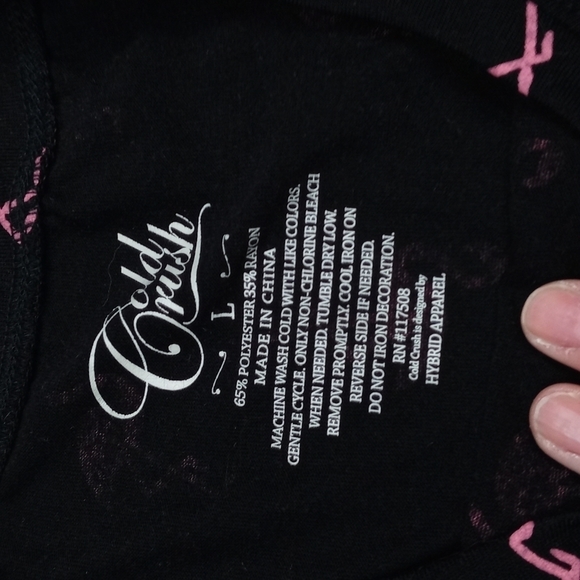 Cold
Crush
L
65% POLYESTER 35% RAYON
MADE IN CHINA
MACHINE WASH COLD WITH LIKE COLORS.
GENTLE CYCLE. ONLY NON-CHLORINE BLEACH
WHEN NEEDED. TUMBLE DRY LOW.
REMOVE PROMPTLY. COOL IRON ON
REVERSE SIDE IF NEEDED.
DO NOT IRON DECORATION.
RN #117508
Cold Crush is designed by
HYBRID APPAREL